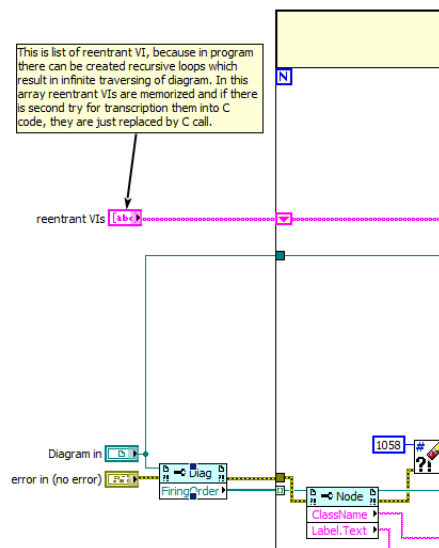 This is list of reentrant VI, because in program
there can be created recursive loops which
result in infinite traversing of diagram. In this
array reentrant VIs are memorized and if there
is second try for transcription them into C
code, they are just replaced by C call.
N
reentrant VIs
abc
Diagram in
error in (no error)
Diag
FiringOrder
1058
#
?!
Node
ClassName
Label.Text